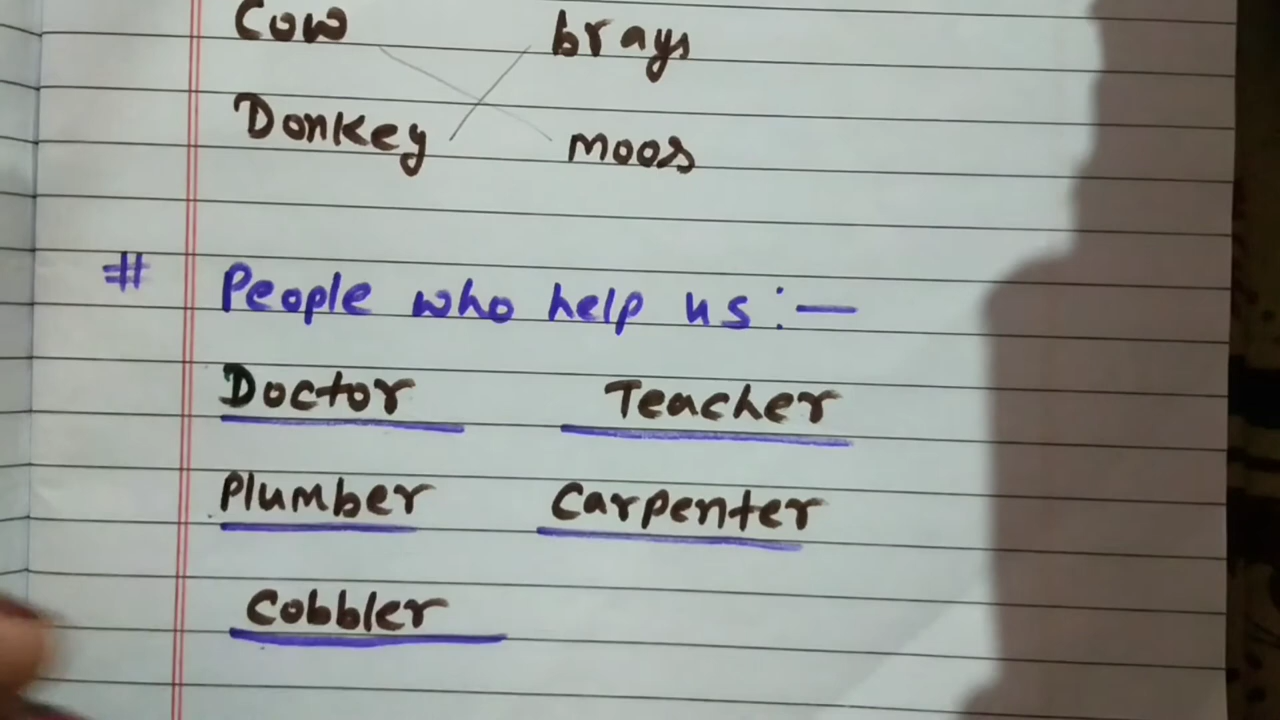 Cow brays
Donkey moos
# People who help us :—
Doctor Teacher
Plumber Carpenter
Cobbler